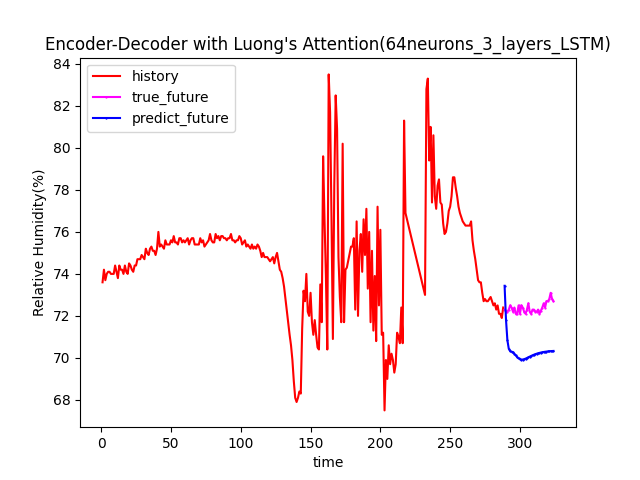 Encoder-Decoder with Luong's Attention(64neurons_3_layers_LSTM)
history
true_future
predict_future
Relative Humidity(%)
84
82
80
78
76
74
72
70
68
0 50 100 150 200 250 300
time